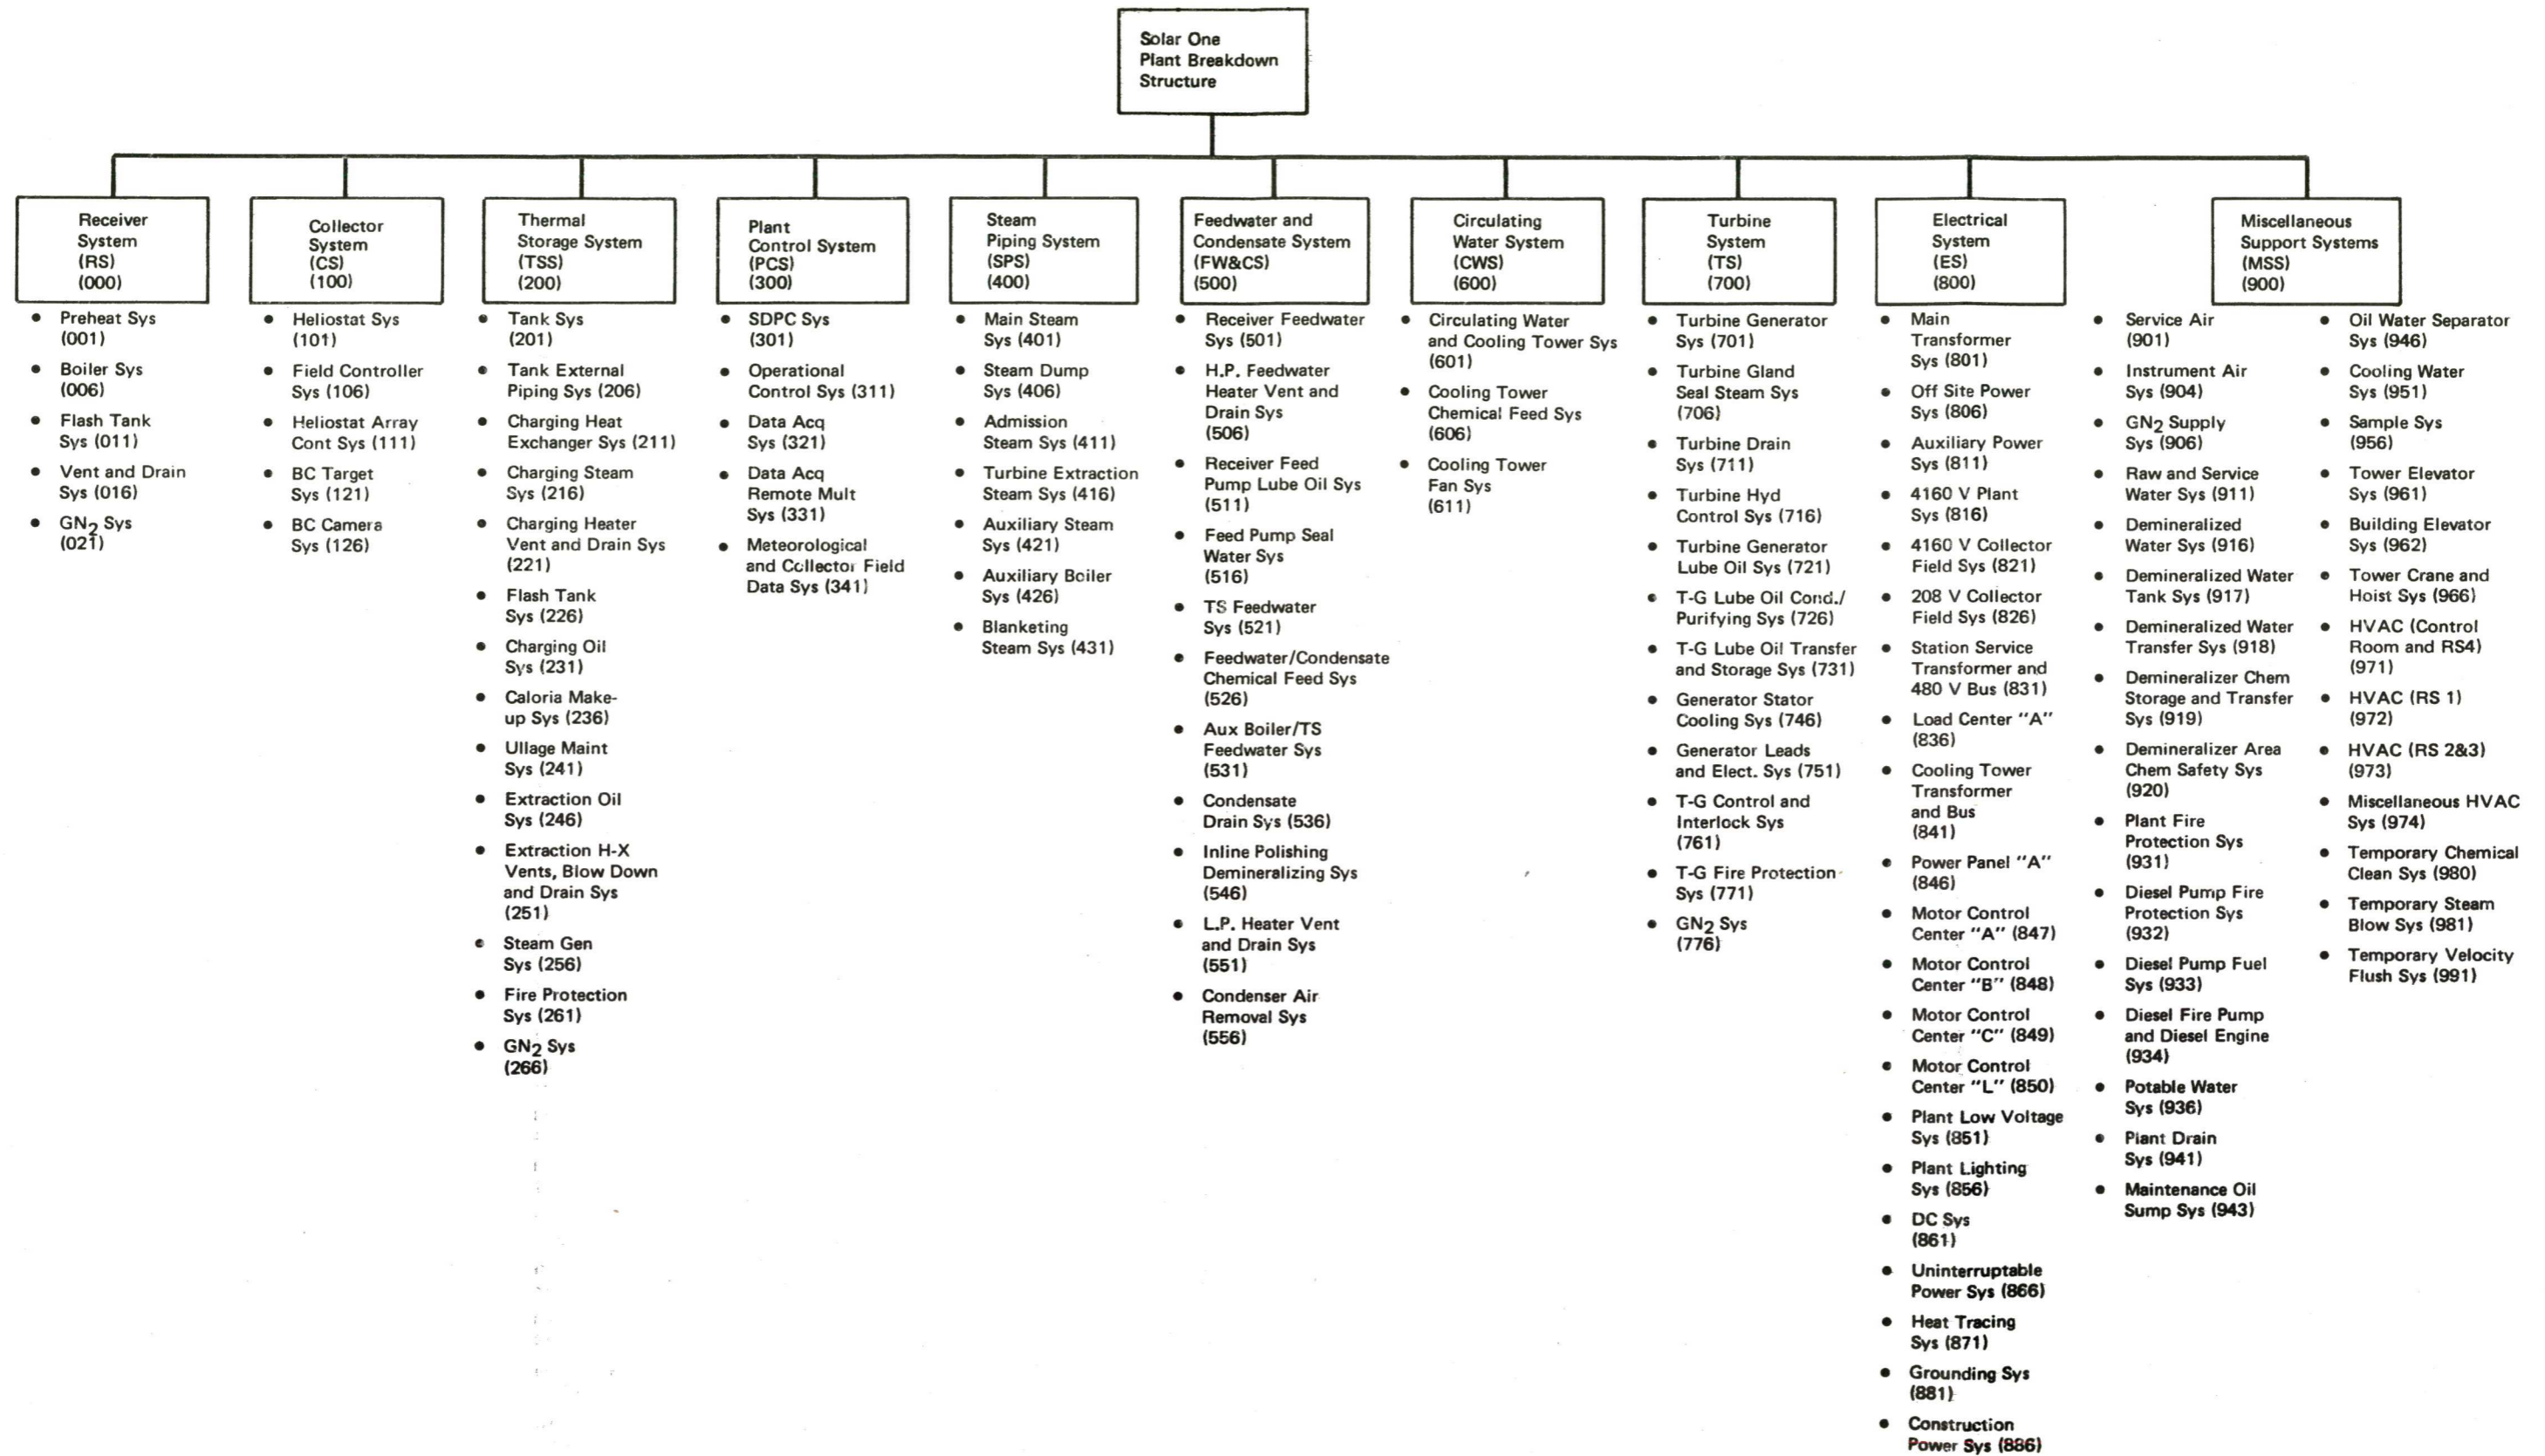 Solar One
Plant Breakdown
Structure
Receiver
System
(RS)
(000)
• Preheat Sys
(001)
• Boiler Sys
(006)
• Flash Tank
Sys (011)
• Vent and Drain
Sys (016)
• GN2 Sys
(021)
Collector
System
(CS)
(100)
• Heliostat Sys
(101)
• Field Controller
Sys (106)
• Heliostat Array
Cont Sys (111)
• BC Target
Sys (121)
• BC Camera
Sys (126)
Thermal
Storage System
(TSS)
(200)
• Tank Sys
(201)
• Tank External
Piping Sys (206)
• Charging Heat
Exchanger Sys (211)
• Charging Steam
Sys (216)
• Charging Heater
Vent and Drain Sys
(221)
• Flash Tank
Sys (226)
• Charging Oil
Sys (231)
• Caloria Make-
up Sys (236)
• Ullage Maint
Sys (241)
• Extraction Oil
Sys (246)
• Extraction H-X
Vents, Blow Down
and Drain Sys
(251)
• Steam Gen
Sys (256)
• Fire Protection
Sys (261)
• GN2 Sys
(266)
Plant
Control System
(PCS)
(300)
• SDPC Sys
(301)
• Operational
Control Sys (311)
• Data Acq
Sys (321)
• Data Acq
Remote Mult
Sys (331)
• Meteorological
and Collector Field
Data Sys (341)
Steam
Piping System
(SPS)
(400)
• Main Steam
Sys (401)
• Steam Dump
Sys (406)
• Admission
Steam Sys (411)
• Turbine Extraction
Steam Sys (416)
• Auxiliary Steam
Sys (421)
• Auxiliary Boiler
Sys (426)
• Blanketing
Steam Sys (431)
Feedwater and
Condensate System
(FW&CS)
(500)
• Receiver Feedwater
Sys (501)
• H.P. Feedwater
Heater Vent and
Drain Sys
(506)
• Receiver Feed
Pump Lube Oil Sys
(511)
• Feed Pump Seal
Water Sys
(516)
• TS Feedwater
Sys (521)
• Feedwater/Condensate
Chemical Feed Sys
(526)
• Aux Boiler/TS
Feedwater Sys
(531)
• Condensate
Drain Sys (536)
• Inline Polishing
Demineralizing Sys
(546)
• L.P. Heater Vent
and Drain Sys
(551)
• Condenser Air
Removal Sys
(556)
Circulating
Water System
(CWS)
(600)
• Circulating Water
and Cooling Tower Sys
(601)
• Cooling Tower
Chemical Feed Sys
(606)
• Cooling Tower
Fan Sys
(611)
Turbine
System
(TS)
(700)
• Turbine Generator
Sys (701)
• Turbine Gland
Seal Steam Sys
(706)
• Turbine Drain
Sys (711)
• Turbine Hyd
Control Sys (716)
• Turbine Generator
Lube Oil Sys (721)
• T-G Lube Oil Cond./
Purifying Sys (726)
• T-G Lube Oil Transfer
and Storage Sys (731)
• Generator Stator
Cooling Sys (746)
• Generator Leads
and Elect. Sys (751)
• T-G Control and
Interlock Sys
(761)
• T-G Fire Protection
Sys (771)
• GN2 Sys
(776)
Electrical
System
(ES)
(800)
• Main
Transformer
Sys (801)
• Off Site Power
Sys (806)
• Auxiliary Power
Sys (811)
• 4160 V Plant
Sys (816)
• 4160 V Collector
Field Sys (821)
• 208 V Collector
Field Sys (826)
• Station Service
Transformer and
480 V Bus (831)
• Load Center "A"
(836)
• Cooling Tower
Transformer
and Bus
(841)
• Power Panel "A"
(846)
• Motor Control
Center "A" (847)
• Motor Control
Center "B" (848)
• Motor Control
Center "C" (849)
• Motor Control
Center "L" (850)
• Plant Low Voltage
Sys (851)
• Plant Lighting
Sys (856)
• DC Sys
(861)
• Uninterruptable
Power Sys (866)
• Heat Tracing
Sys (871)
• Grounding Sys
(881)
• Construction
Power Sys (886)
Miscellaneous
Support Systems
(MSS)
(900)
• Service Air
(901)
• Instrument Air
Sys (904)
• GN2 Supply
Sys (906)
• Raw and Service
Water Sys (911)
• Demineralized
Water Sys (916)
• Demineralized Water
Tank Sys (917)
• Demineralized Water
Transfer Sys (918)
• Demineralizer Chem
Storage and Transfer
Sys (919)
• Demineralizer Area
Chem Safety Sys
(920)
• Plant Fire
Protection Sys
(931)
• Diesel Pump Fire
Protection Sys
(932)
• Diesel Pump Fuel
Sys (933)
• Diesel Fire Pump
and Diesel Engine
(934)
• Potable Water
Sys (936)
• Plant Drain
Sys (941)
• Maintenance Oil
Sump Sys (943)
• Oil Water Separator
Sys (946)
• Cooling Water
Sys (951)
• Sample Sys
(956)
• Tower Elevator
Sys (961)
• Building Elevator
Sys (962)
• Tower Crane and
Hoist Sys (966)
• HVAC (Control
Room and RS4)
(971)
• HVAC (RS 1)
(972)
• HVAC (RS 2&3)
(973)
• Miscellaneous HVAC
Sys (974)
• Temporary Chemical
Clean Sys (980)
• Temporary Steam
Blow Sys (981)
• Temporary Velocity
Flush Sys (991)